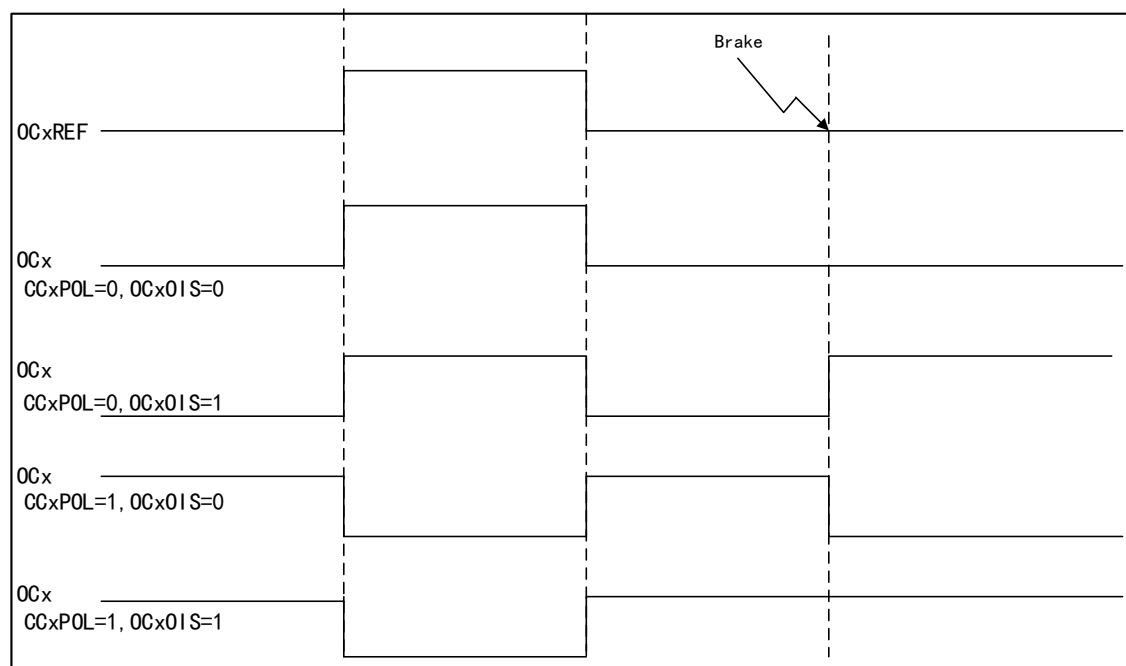 Brake
OCxREF
OCx
CCxPOL=0,OCxOIS=0
OCx
CCxPOL=0,OCxOIS=1
OCx
CCxPOL=1,OCxOIS=0
OCx
CCxPOL=1,OCxOIS=1